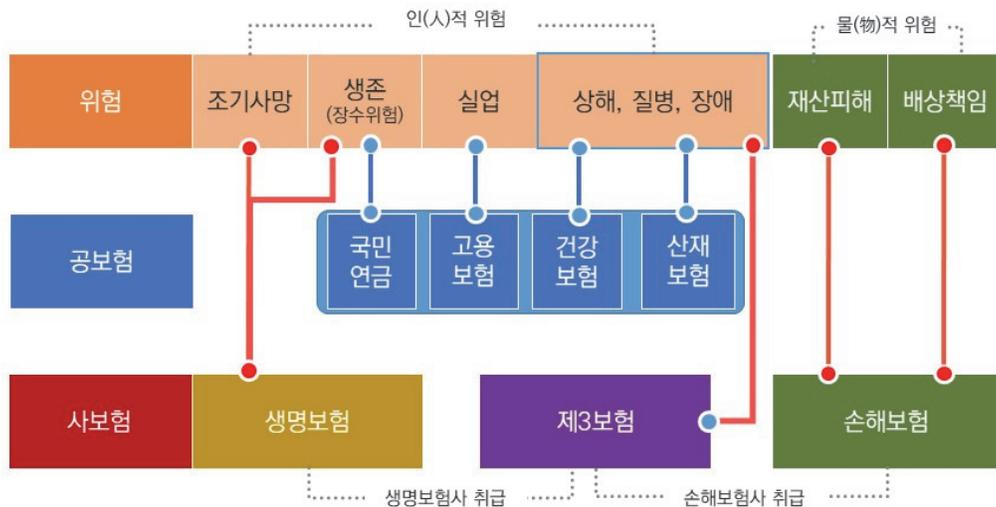 인(人)적 위험
물(物)적 위험
위험
조기사망
생존
(장수위험)
실업
상해, 질병, 장애
재산피해
배상책임
공보험
국민
연금
고용
보험
건강
보험
산재
보험
사보험
생명보험
제3보험
손해보험
생명보험사 취급
손해보험사 취급